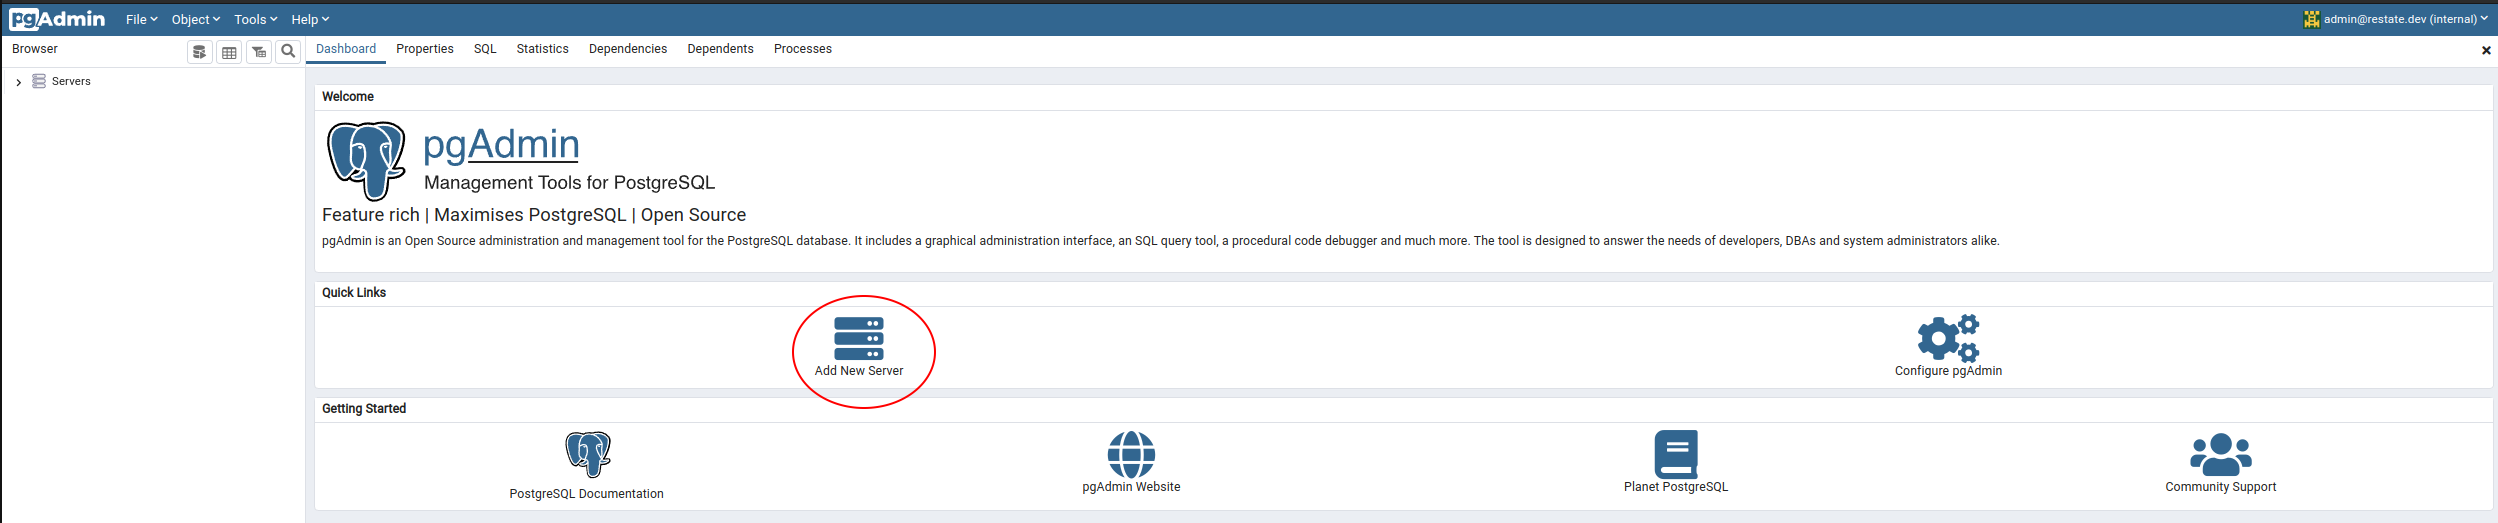 pgAdmin File Object Tools Help admin@restate.dev (internal)
Browser Dashboard Properties SQL Statistics Dependencies Dependents Processes
Servers
Welcome
pgAdmin
Management Tools for PostgreSQL
Feature rich | Maximises PostgreSQL | Open Source
pgAdmin is an Open Source administration and management tool for the PostgreSQL database. It includes a graphical administration interface, an SQL query tool, a procedural code debugger and much more. The tool is designed to answer the needs of developers, DBAs and system administrators alike.
Quick Links
Add New Server Configure pgAdmin
Getting Started
PostgreSQL Documentation pgAdmin Website Planet PostgreSQL Community Support